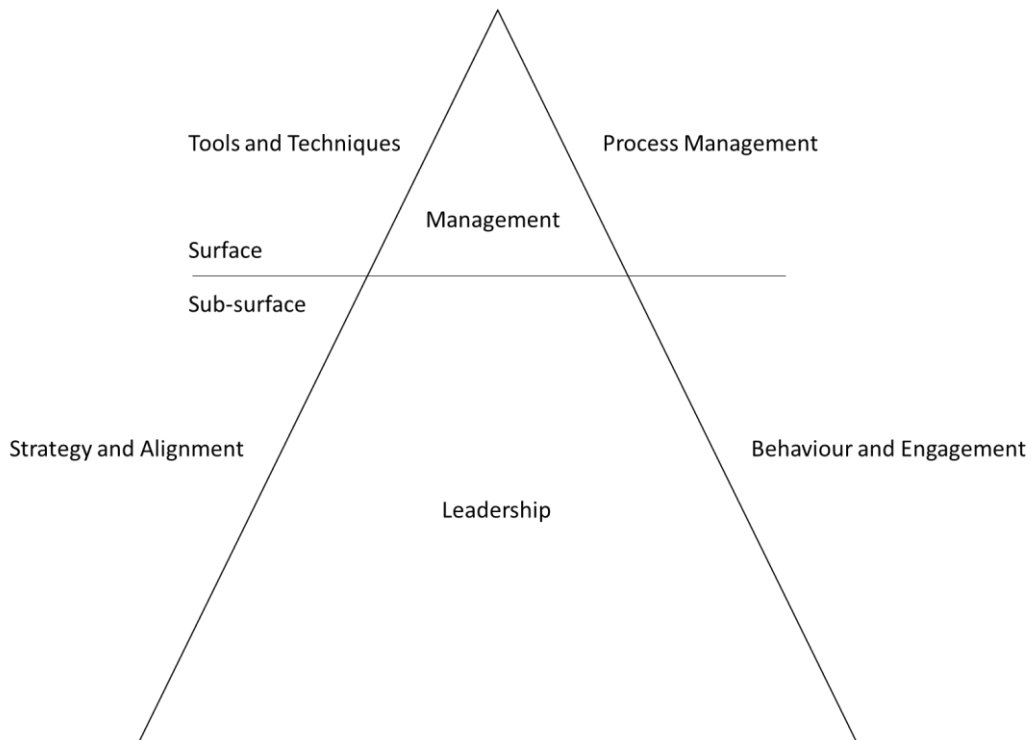 Tools and Techniques
Process Management
Management
Surface
Sub-surface
Strategy and Alignment
Behaviour and Engagement
Leadership